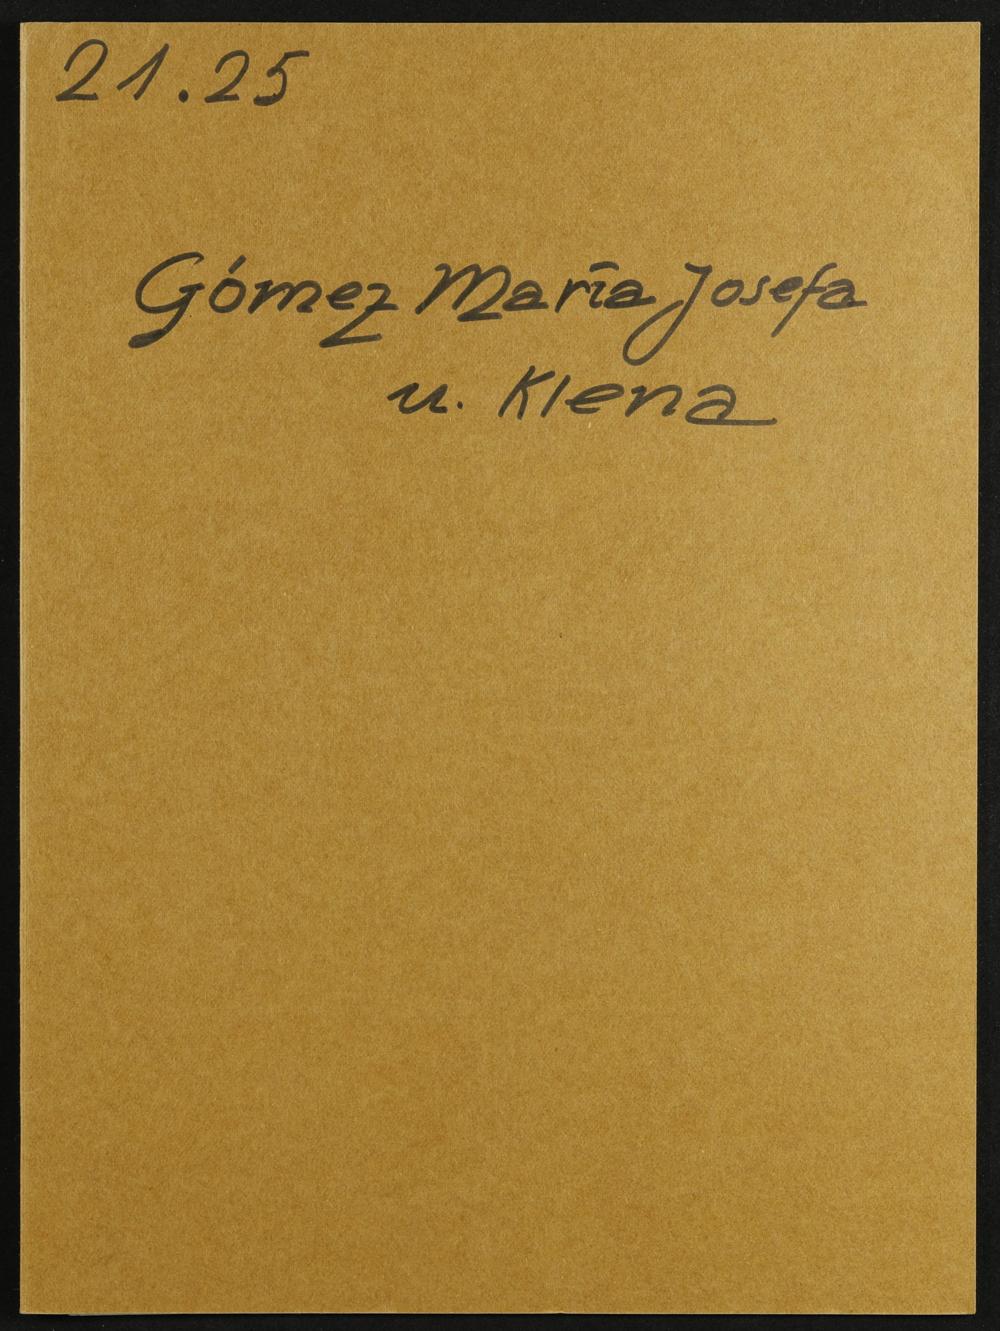 21.25
Gómez María Josefa
u. Klena